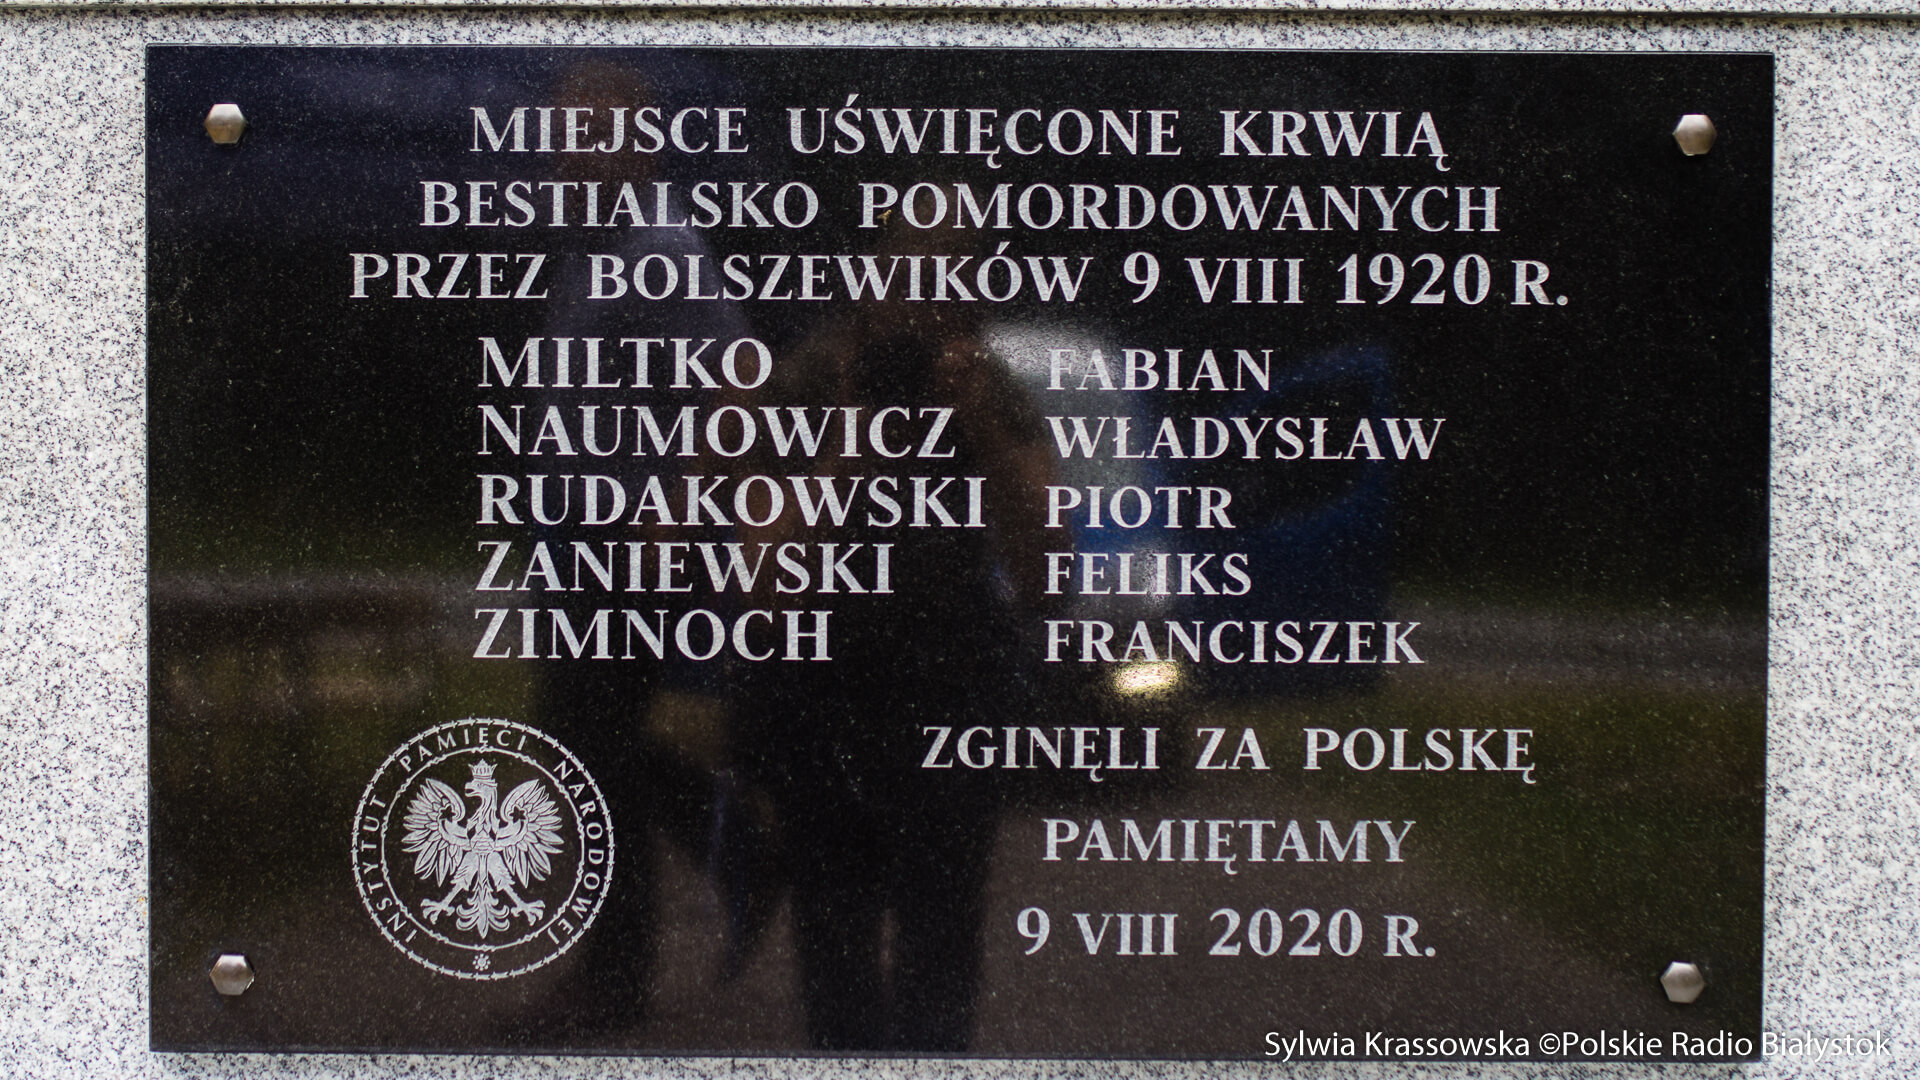 MIEJSCE UŚWIĘCONE KRWIĄ
BESTIALSKO POMORDOWANYCH
PRZEZ BOLSZEWIKÓW 9 VIII 1920 R.
MILTKO FABIAN
NAUMOWICZ WŁADYSŁAW
RUDAKOWSKI PIOTR
ZANIEWSKI FELIKS
ZIMNOCH FRANCISZEK
ZGINĘLI ZA POLSKĘ
PAMIĘTAMY
9 VIII 2020 R.
INSTYTUT PAMIĘCI NARODOWEJ
Sylwia Krassowska ©Polskie Radio Białystok